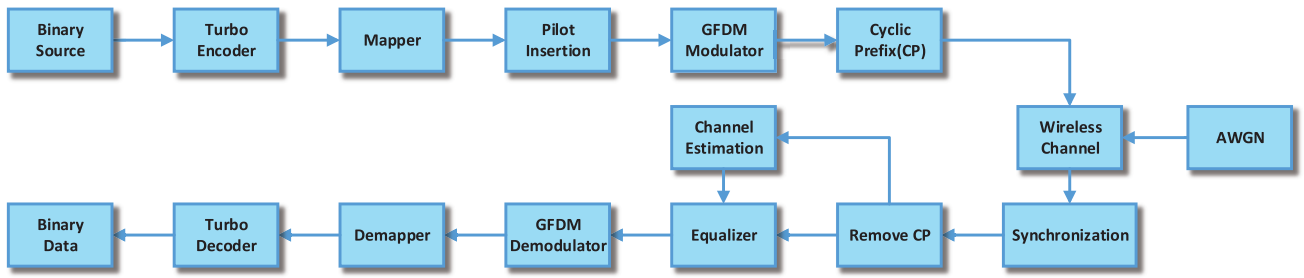 Binary
Source
Turbo
Encoder
Mapper
Pilot
Insertion
GFDM
Modulator
Cyclic
Prefix(CP)
Channel
Estimation
Wireless
Channel
AWGN
Binary
Data
Turbo
Decoder
Demapper
GFDM
Demodulator
Equalizer
Remove CP
Synchronization